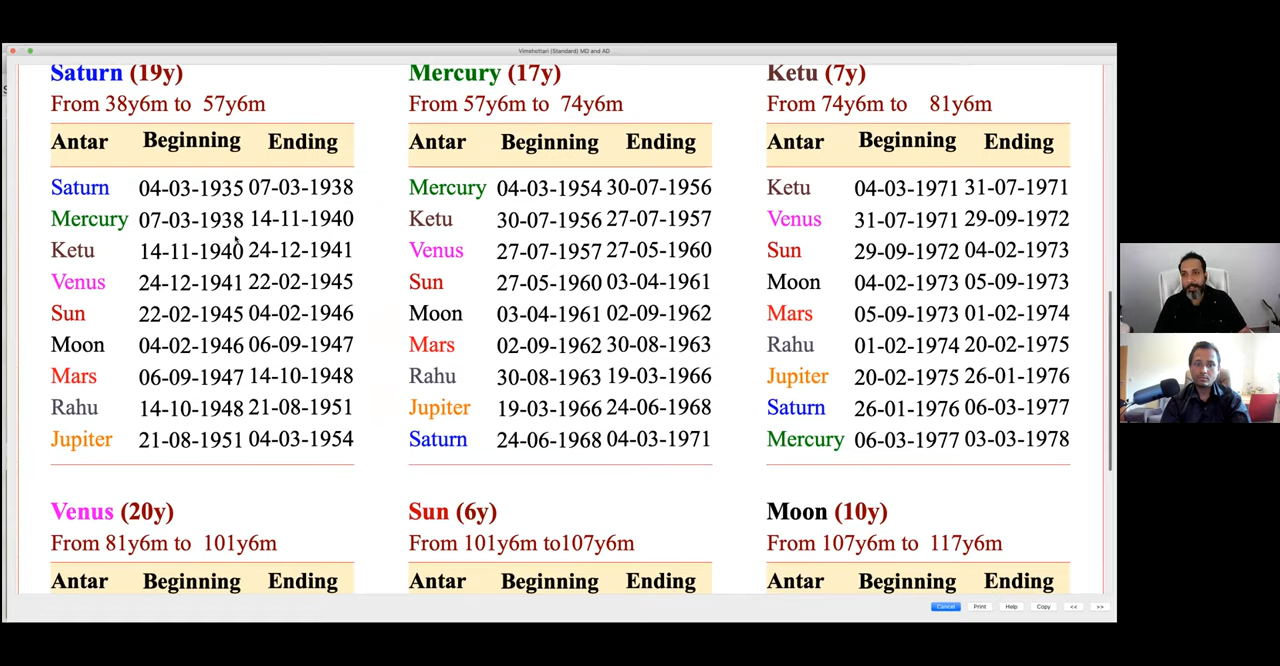 Vimshottari (Standard) MD and AD
Saturn (19y) Mercury (17y) Ketu (7y)
From 38y6m to 57y6m From 57y6m to 74y6m From 74y6m to 81y6m
Antar Beginning Ending Antar Beginning Ending Antar Beginning Ending
Saturn 04-03-1935 07-03-1938 Mercury 04-03-1954 30-07-1956 Ketu 04-03-1971 31-07-1971
Mercury 07-03-1938 14-11-1940 Ketu 30-07-1956 27-07-1957 Venus 31-07-1971 29-09-1972
Ketu 14-11-1940 24-12-1941 Venus 27-07-1957 27-05-1960 Sun 29-09-1972 04-02-1973
Venus 24-12-1941 22-02-1945 Sun 27-05-1960 03-04-1961 Moon 04-02-1973 05-09-1973
Sun 22-02-1945 04-02-1946 Moon 03-04-1961 02-09-1962 Mars 05-09-1973 01-02-1974
Moon 04-02-1946 06-09-1947 Mars 02-09-1962 30-08-1963 Rahu 01-02-1974 20-02-1975
Mars 06-09-1947 14-10-1948 Rahu 30-08-1963 19-03-1966 Jupiter 20-02-1975 26-01-1976
Rahu 14-10-1948 21-08-1951 Jupiter 19-03-1966 24-06-1968 Saturn 26-01-1976 06-03-1977
Jupiter 21-08-1951 04-03-1954 Saturn 24-06-1968 04-03-1971 Mercury 06-03-1977 03-03-1978
Venus (20y) Sun (6y) Moon (10y)
From 81y6m to 101y6m From 101y6m to107y6m From 107y6m to 117y6m
Antar Beginning Ending Antar Beginning Ending Antar Beginning Ending
Cancel Print Help Copy << >>